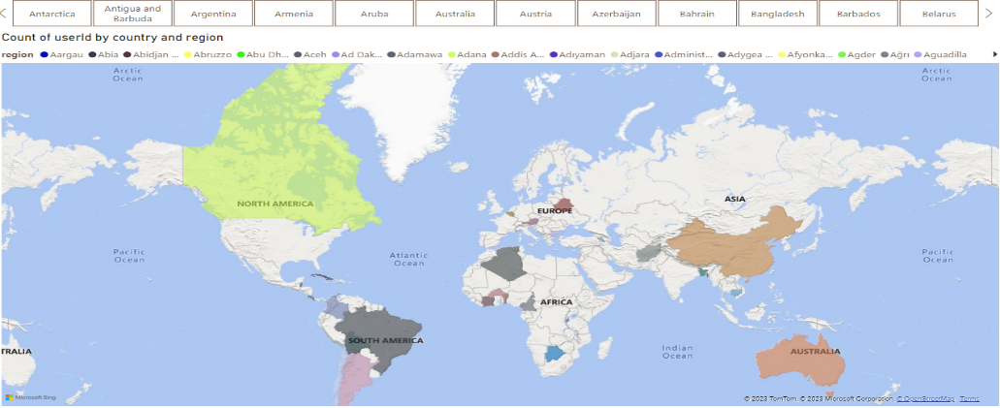 Antarctica
Antigua and
Barbuda
Argentina
Armenia
Aruba
Australia
Austria
Azerbaijan
Bahrain
Bangladesh
Barbados
Belarus
Count of userId by country and region
region Aargau Abia Abidjan ... Abruzzo Abu Dh... Aceh Ad Dak... Adamawa Adana Addis A... Adıyaman Adjara Administ... Adygea ... Afyonka... Agder Ağrı Aguadilla
Arctic
Ocean
Arctic
Ocean
NORTH AMERICA
ASIA
EUROPE
Pacific
Ocean
Atlantic
Ocean
Pacific
Ocean
AFRICA
SOUTH AMERICA
Indian
Ocean
TRALIA
AUSTRALIA
Microsoft Bing
© 2023 TomTom, © 2023 Microsoft Corporation, © OpenStreetMap Terms